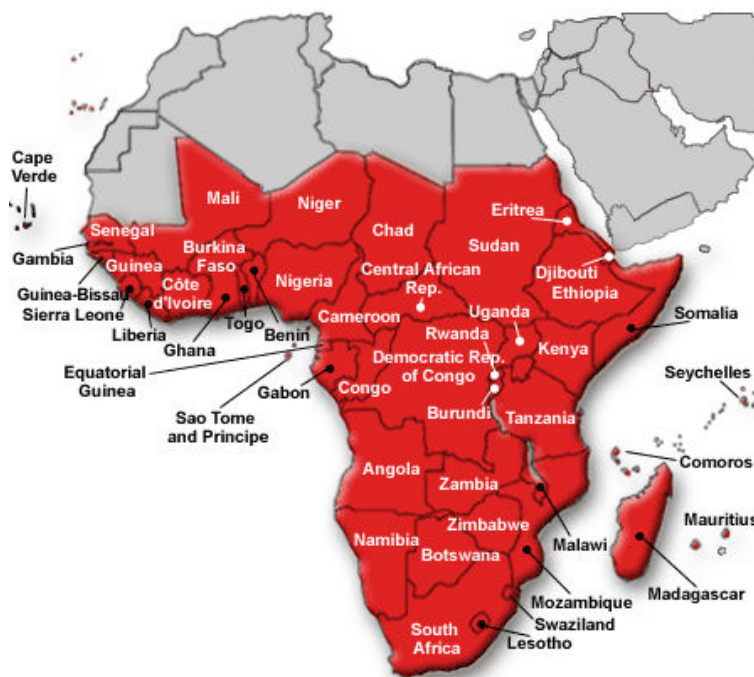 Cape
Verde
Mali
Niger
Chad
Eritrea
Senegal
Sudan
Gambia
Guinea
Burkina
Faso
Nigeria
Central African
Rep.
Djibouti
Ethiopia
Guinea-Bissau
Sierra Leone
Côte
d'Ivoire
Liberia
Ghana
Togo
Benin
Cameroon
Uganda
Rwanda
Kenya
Somalia
Equatorial
Guinea
Gabon
Congo
Democratic Rep.
of Congo
Burundi
Tanzania
Seychelles
Sao Tome
and Principe
Comoros
Angola
Zambia
Malawi
Mauritius
Zimbabwe
Namibia
Botswana
Mozambique
Madagascar
Swaziland
South
Africa
Lesotho